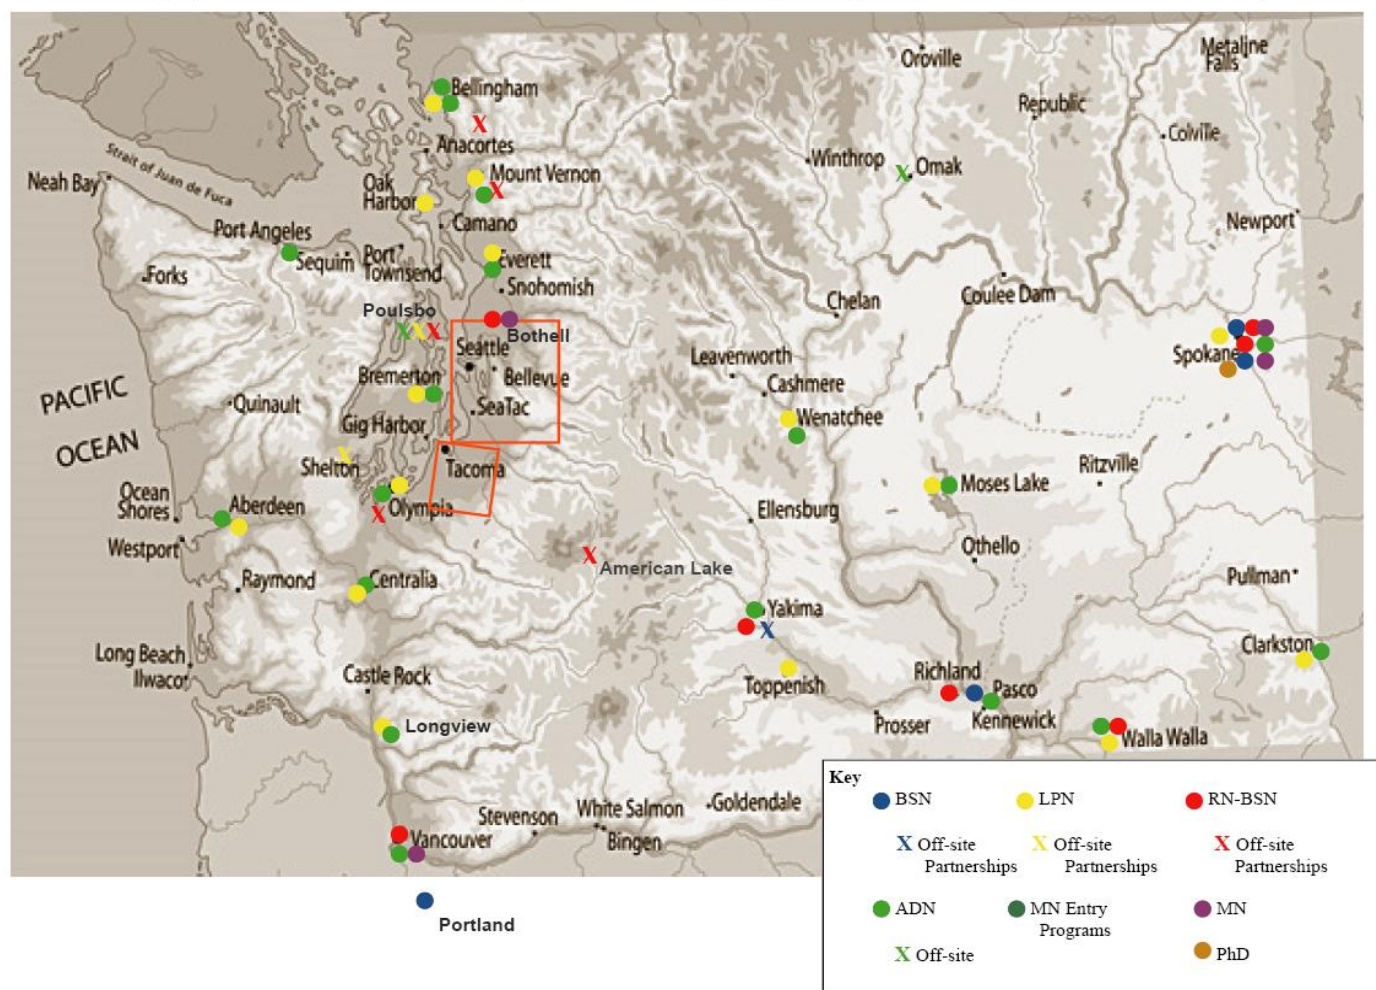 Oroville
Metaline
Falls
Bellingham
Republic
Anacortes
Colville
Strait of Juan de Fuca
Winthrop
Omak
Neah Bay
Oak
Harbor
Mount Vernon
Camano
Newport
Port Angeles
Sequim
Port
Townsend
Everett
Forks
Snohomish
Chelan
Coulee Dam
Poulsbo
X X X
Bothell
Seattle
Leavenworth
Spokane
Bremerton
Bellevue
Cashmere
PACIFIC
OCEAN
Quinault
SeaTac
Gig Harbor
Wenatchee
Shelton
Tacoma
Ritzville
Moses Lake
Ocean
Shores
Aberdeen
Olympia
Ellensburg
Westport
Othello
American Lake
Raymond
Centralia
Pullman
Yakima
Long Beach
Ilwaco
Castle Rock
Toppenish
Richland
Pasco
Kennewick
Clarkston
Longview
Prosser
Walla Walla
Stevenson
White Salmon
Bingen
Goldendale
Vancouver
Portland
Key
BSN LPN RN-BSN
X Off-site X Off-site X Off-site
Partnerships Partnerships Partnerships
ADN MN Entry MN
Programs
X Off-site PhD